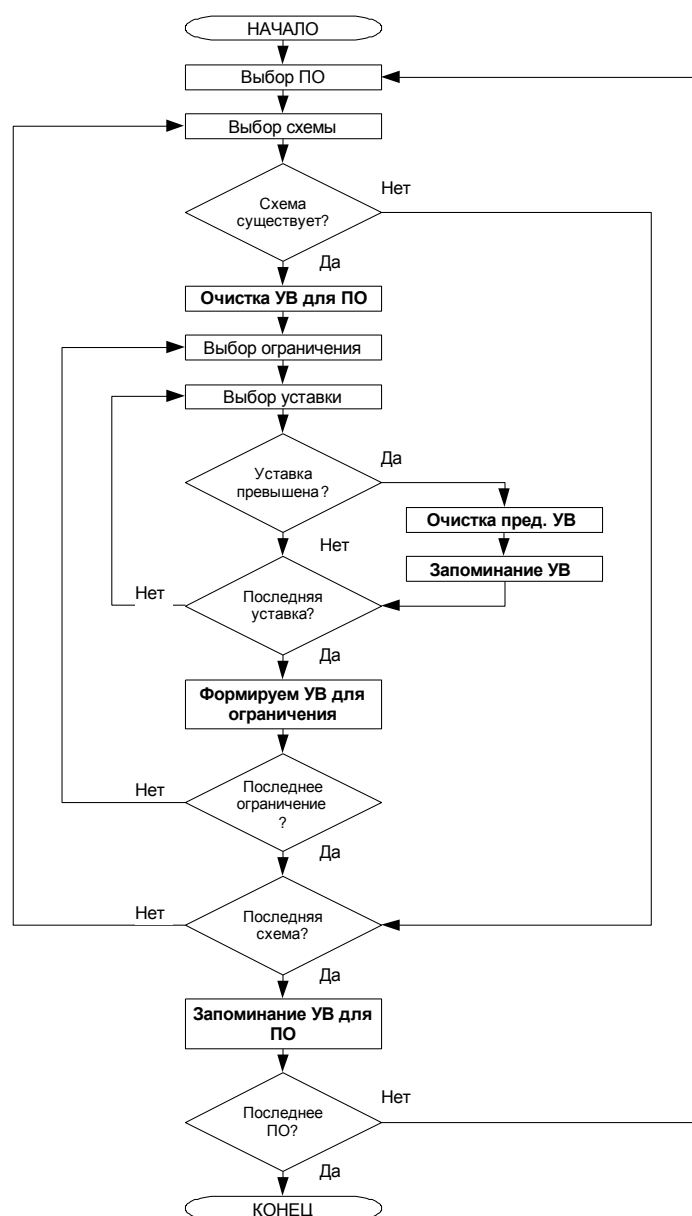 НАЧАЛО
Выбор ПО
Выбор схемы
Нет
Схема
существует?
Да
Очистка УВ для ПО
Выбор ограничения
Выбор уставки
Да
Уставка
превышена?
Очистка пред. УВ
Нет
Запоминание УВ
Нет
Последняя
уставка?
Да
Формируем УВ для
ограничения
Нет
Последнее
ограничение
?
Да
Нет
Последняя
схема?
Да
Запоминание УВ для
ПО
Нет
Последнее
ПО?
Да
КОНЕЦ